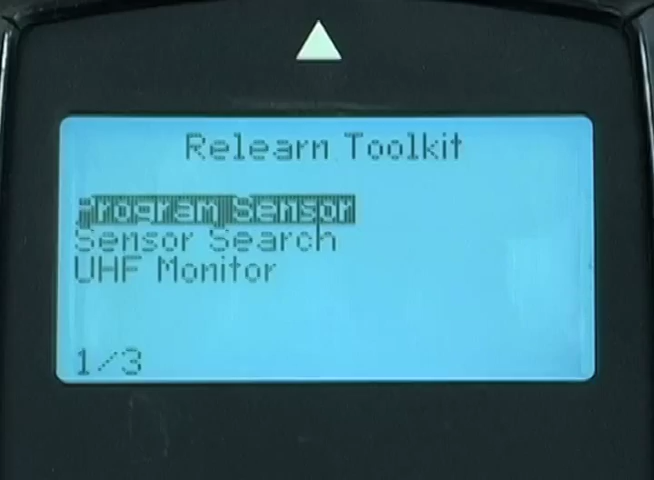 Relearn Toolkit
Program Sensor
Sensor Search
UHF Monitor
1/3